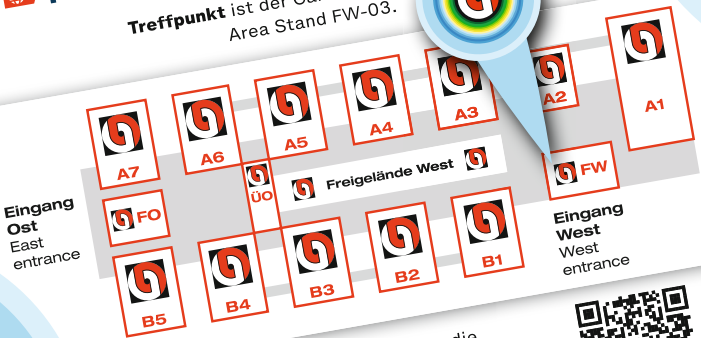 Treffpunkt ist der
Area Stand FW-03.
A1
A2
A3
A4
A5
A6
A7
Freigelände West
ÜO
FW
FO
Eingang
Ost
East
entrance
Eingang
West
West
entrance
B1
B2
B3
B4
B5
die